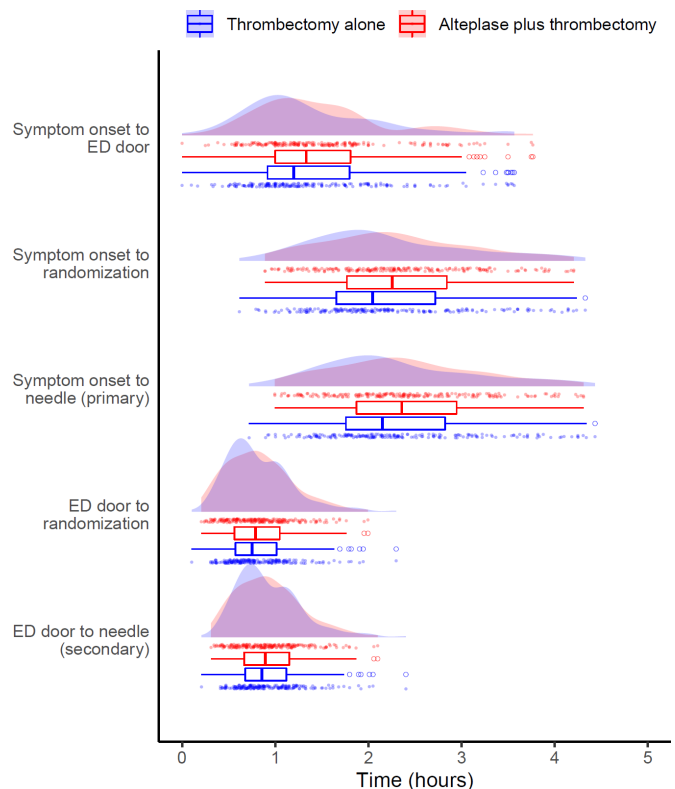 Thrombectomy alone Alteplase plus thrombectomy
Symptom onset to
ED door
Symptom onset to
randomization
Symptom onset to
needle (primary)
ED door to
randomization
ED door to needle
(secondary)
0 1 2 3 4 5
Time (hours)